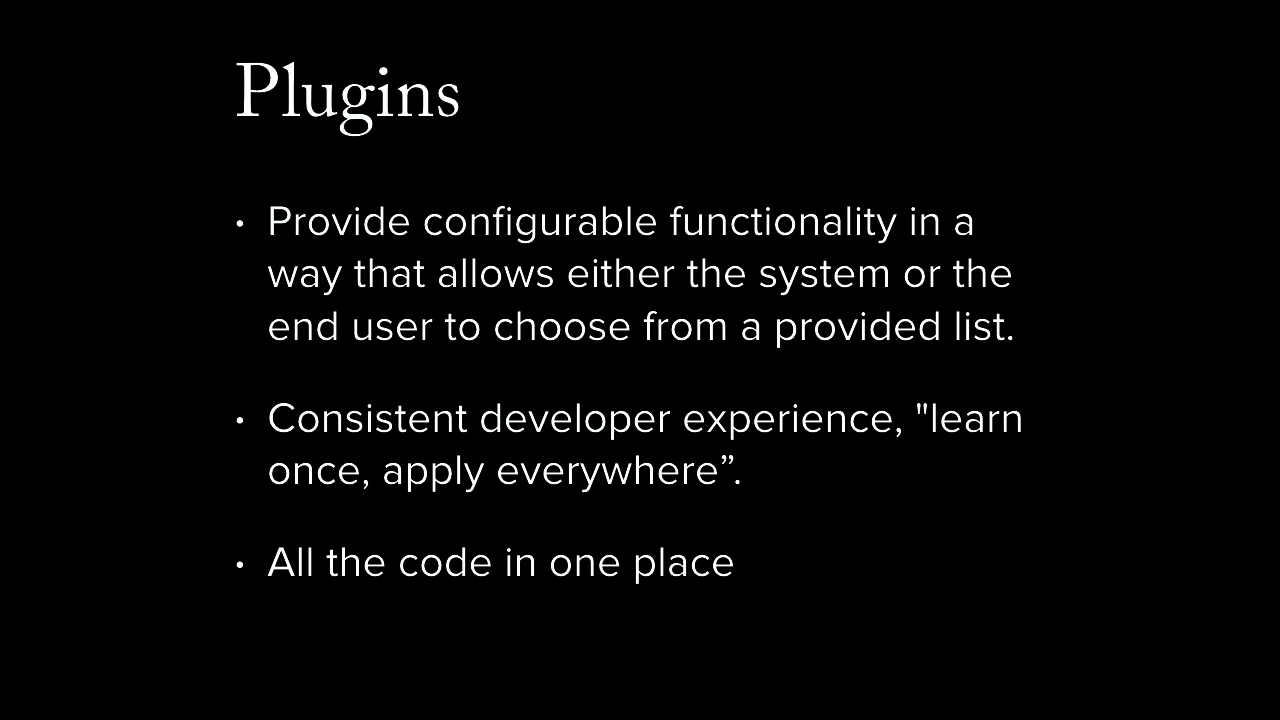 Plugins
• Provide configurable functionality in a
way that allows either the system or the
end user to choose from a provided list.
• Consistent developer experience, "learn
once, apply everywhere”.
• All the code in one place